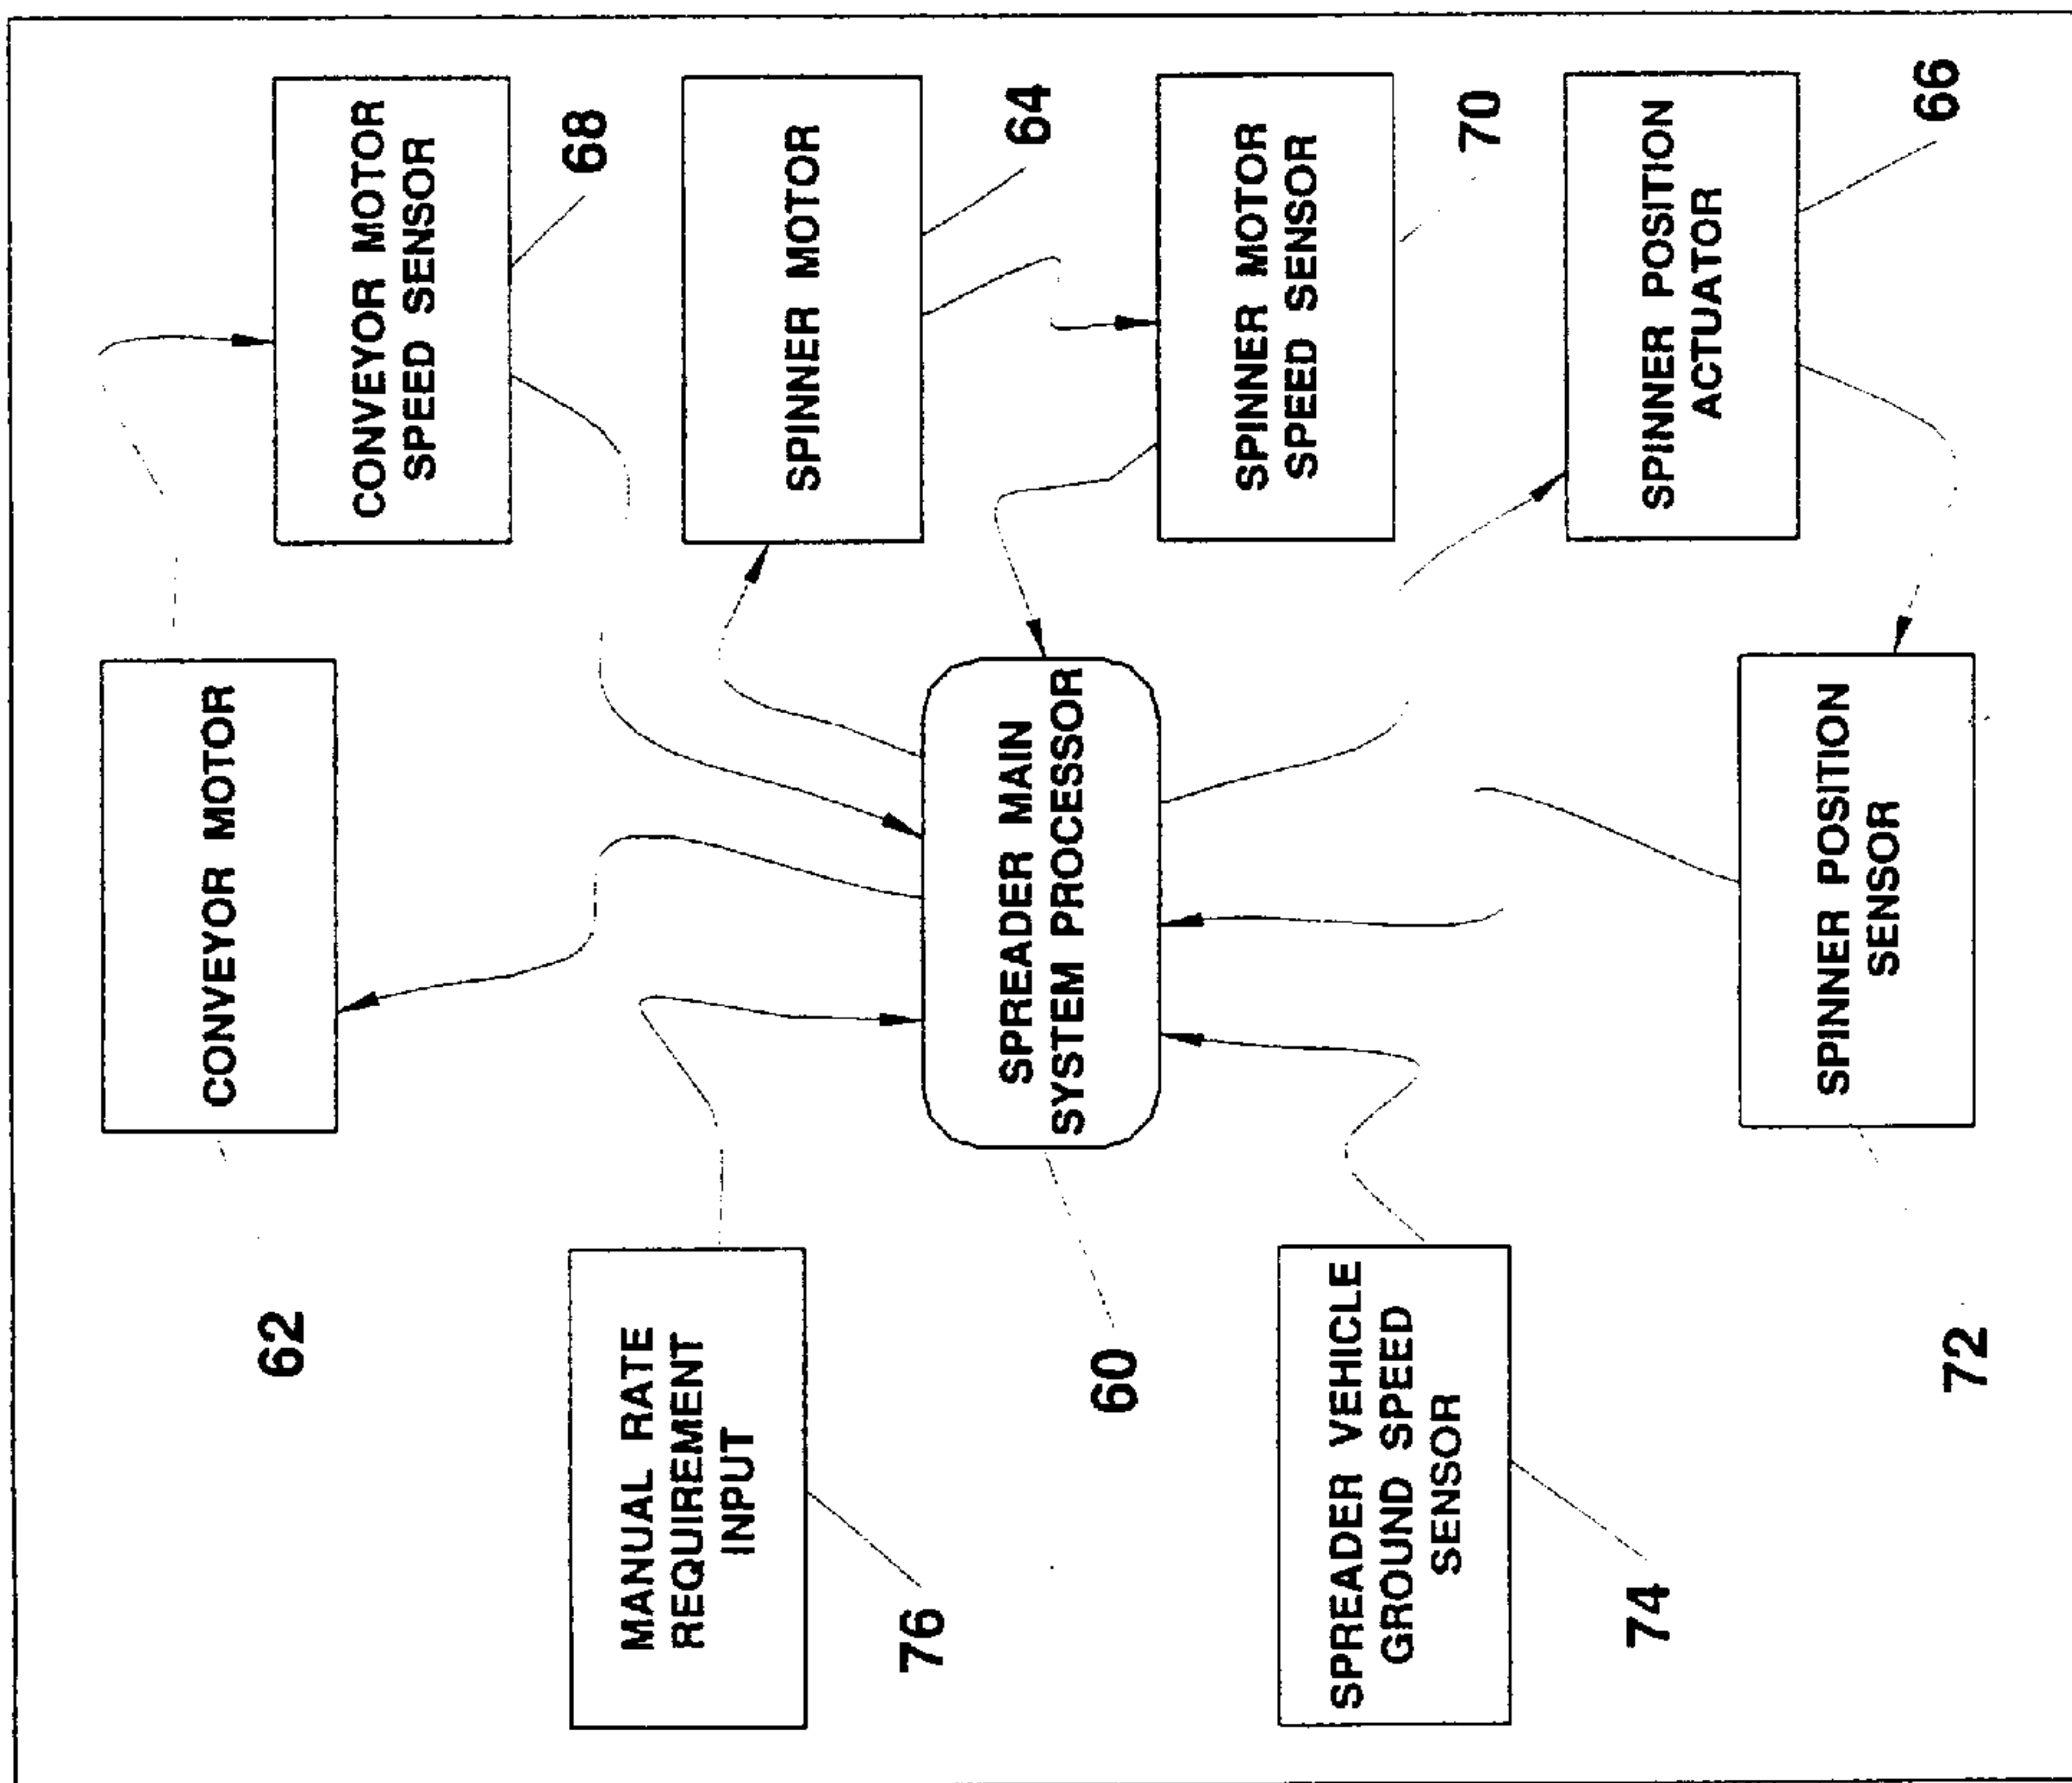 CONVEYOR MOTOR
62
CONVEYOR MOTOR
SPEED SENSOR
68
MANUAL RATE
REQUIREMENT
INPUT
76
SPINNER MOTOR
64
SPREADER MAIN
SYSTEM PROCESSOR
60
SPINNER MOTOR
SPEED SENSOR
70
SPREADER VEHICLE
GROUND SPEED
SENSOR
74
SPINNER POSITION
ACTUATOR
66
SPINNER POSITION
SENSOR
72